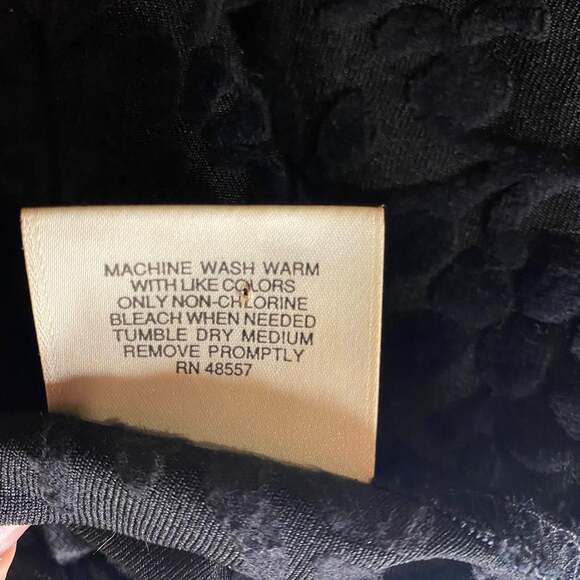 MACHINE WASH WARM
WITH LIKE COLORS
ONLY NON-CHLORINE
BLEACH WHEN NEEDED
TUMBLE DRY MEDIUM
REMOVE PROMPTLY
RN 48557